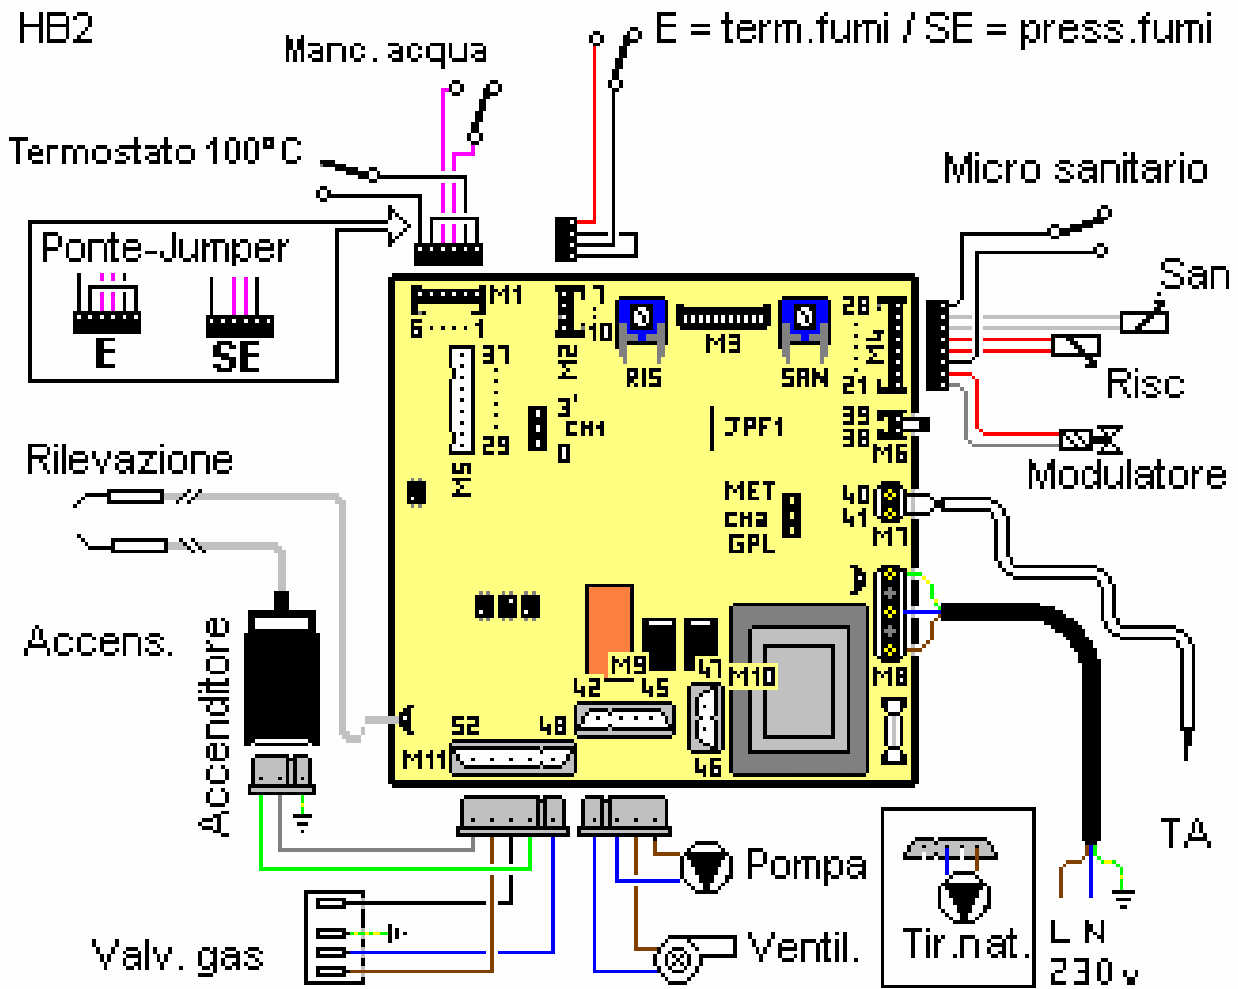 HB2
E = term.fumi / SE = press.fumi
Manc. acqua
Termostato 100°C
Micro sanitario
Ponte-Jumper
E
SE
San
Risc
Modulatore
M1
6 ····· 1
7
10
M2
M3
RIS
SAN
28
21
M4
37
29
M5
3'
CH1
0
JPF1
39
38
M6
Rilevazione
MET
CH2
GPL
40
41
M7
Accens.
Accenditore
M8
M9
42
45
47
M10
46
52
48
M11
TA
Pompa
Valv. gas
Ventil.
Tir.nat.
L N
230 v